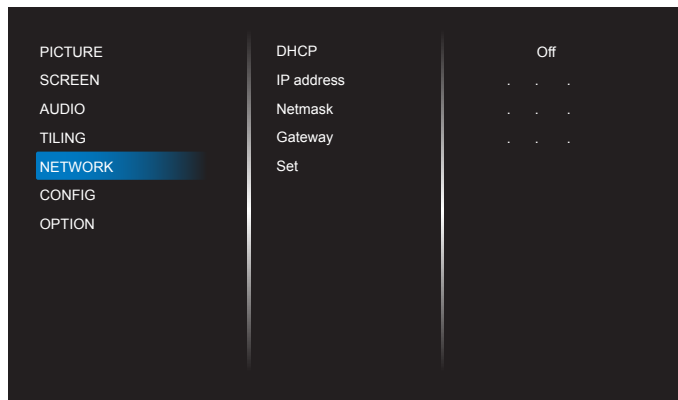 PICTURE
SCREEN
AUDIO
TILING
NETWORK
CONFIG
OPTION
DHCP Off
IP address . . .
Netmask . . .
Gateway . . .
Set